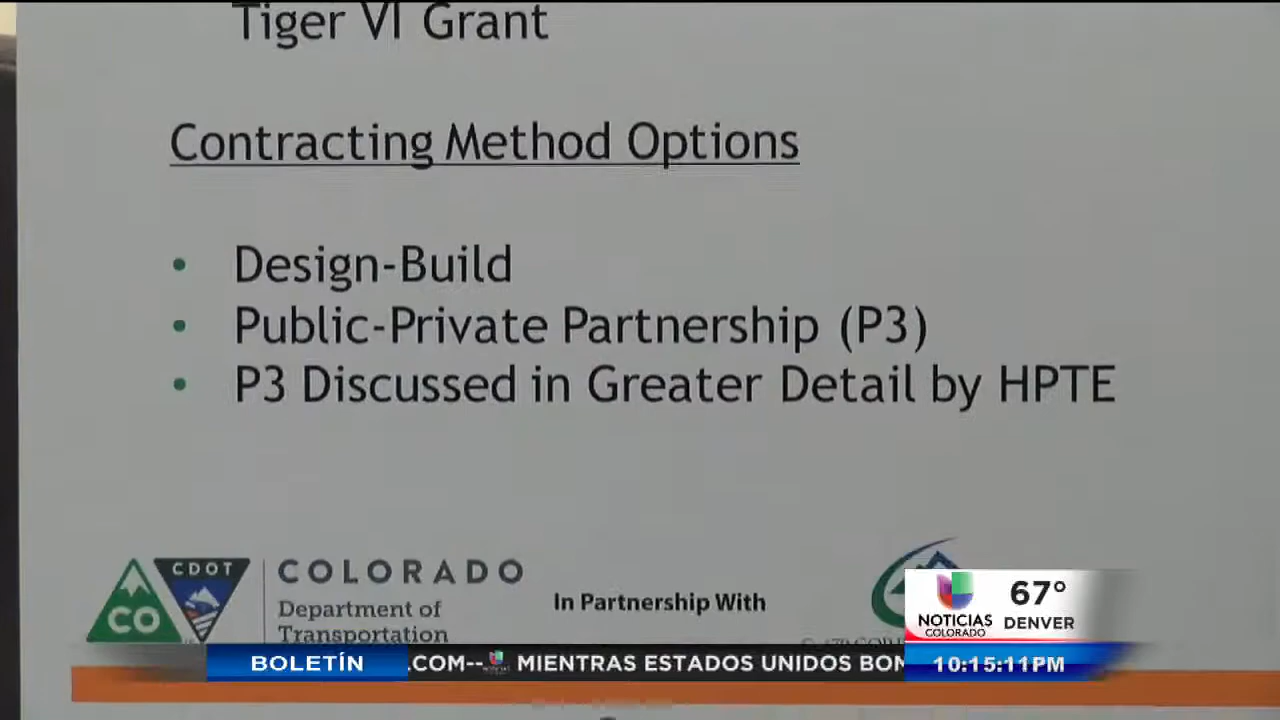 Tiger VI Grant
Contracting Method Options
• Design-Build
• Public-Private Partnership (P3)
• P3 Discussed in Greater Detail by HPTE
CDOT
CO
COLORADO
Department of
Transportation
In Partnership With
NOTICIAS
COLORADO
67°
DENVER
BOLETÍN
.COM-- MIENTRAS ESTADOS UNIDOS BOM
10:15:11PM